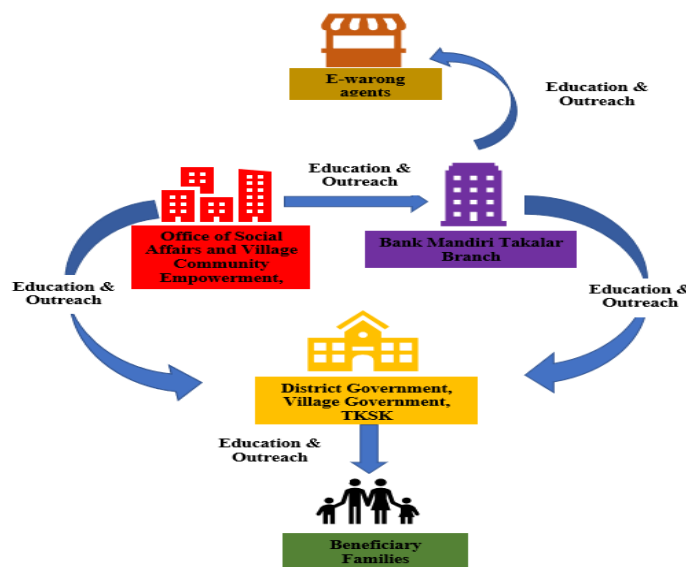 E-warong
agents
Education &
Outreach
Education &
Outreach
Office of Social
Affairs and Village
Community
Empowerment,
Bank Mandiri Takalar
Branch
Education &
Outreach
Education &
Outreach
District Government,
Village Government,
TKSK
Education &
Outreach
Beneficiary
Families